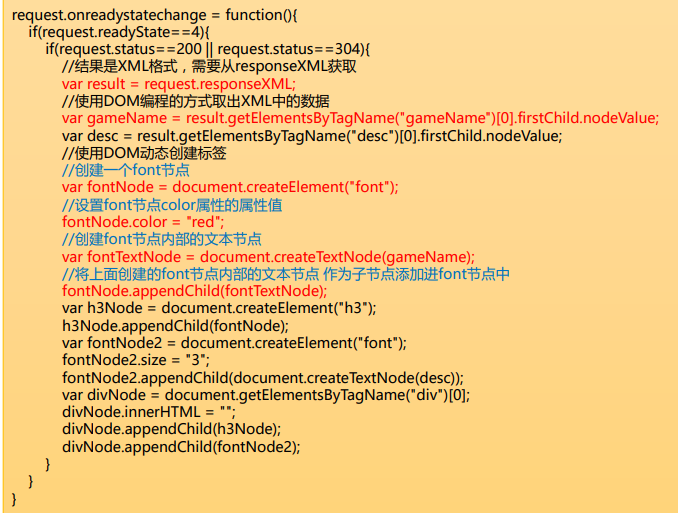 request.onreadystatechange = function(){
if(request.readyState==4){
if(request.status==200 || request.status==304){
//结果是XML格式，需要从responseXML获取
var result = request.responseXML;
//使用DOM编程的方式取出XML中的数据
var gameName = result.getElementsByTagName("gameName")[0].firstChild.nodeValue;
var desc = result.getElementsByTagName("desc")[0].firstChild.nodeValue;
//使用DOM动态创建标签
//创建一个font节点
var fontNode = document.createElement("font");
//设置font节点color属性的属性值
fontNode.color = "red";
//创建font节点内部的文本节点
var fontTextNode = document.createTextNode(gameName);
//将上面创建的font节点内部的文本节点 作为子节点添加进font节点中
fontNode.appendChild(fontTextNode);
var h3Node = document.createElement("h3");
h3Node.appendChild(fontNode);
var fontNode2 = document.createElement("font");
fontNode2.size = "3";
fontNode2.appendChild(document.createTextNode(desc));
var divNode = document.getElementsByTagName("div")[0];
divNode.innerHTML = "";
divNode.appendChild(h3Node);
divNode.appendChild(fontNode2);
}
}
}